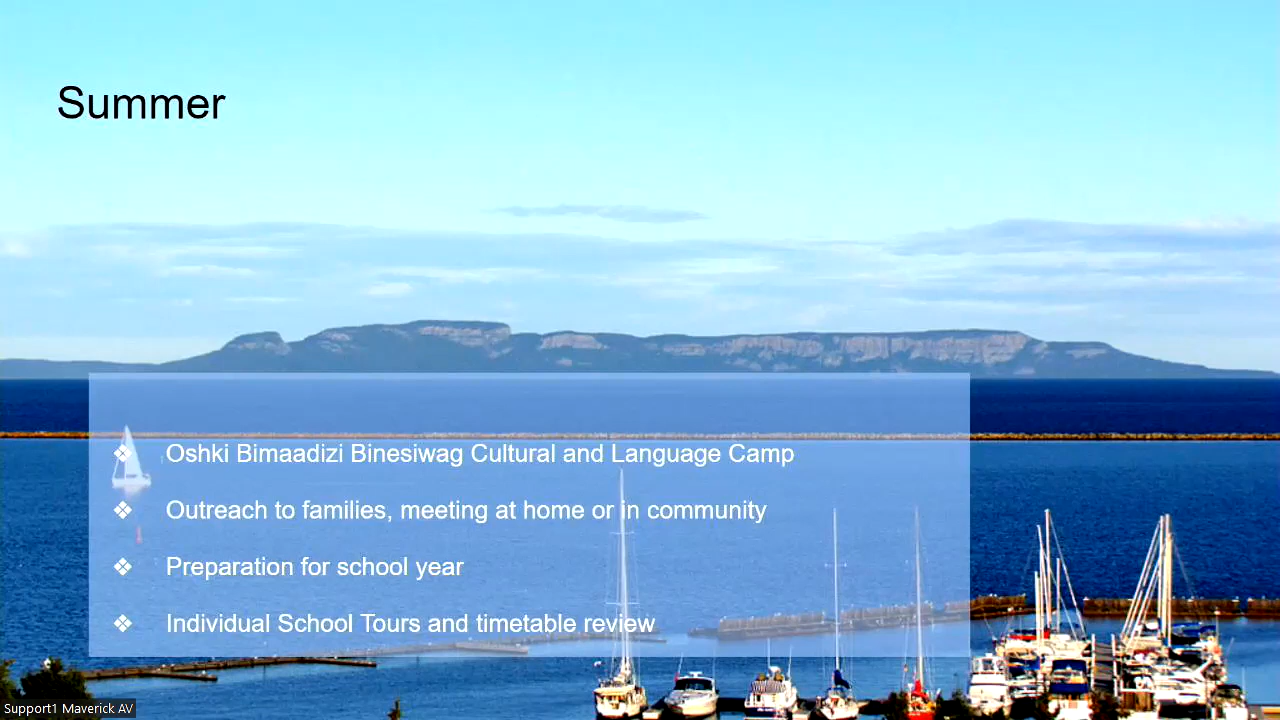 Summer
❖ Oshki Bimaadizi Binesiwag Cultural and Language Camp
❖ Outreach to families, meeting at home or in community
❖ Preparation for school year
❖ Individual School Tours and timetable review
Support1 Maverick AV